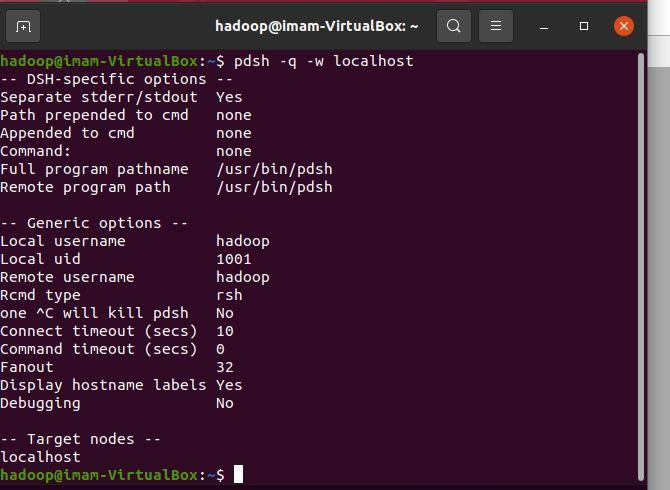 hadoop@imam-VirtualBox: ~
hadoop@imam-VirtualBox:~$ pdsh -q -w localhost
-- DSH-specific options --
Separate stderr/stdout  Yes
Path prepended to cmd   none
Appended to cmd         none
Command:                none
Full program pathname   /usr/bin/pdsh
Remote program path     /usr/bin/pdsh

-- Generic options --
Local username          hadoop
Local uid               1001
Remote username         hadoop
Rcmd type               rsh
one ^C will kill pdsh   No
Connect timeout (secs)  10
Command timeout (secs)  0
Fanout                  32
Display hostname labels Yes
Debugging               No

-- Target nodes --
localhost
hadoop@imam-VirtualBox:~$